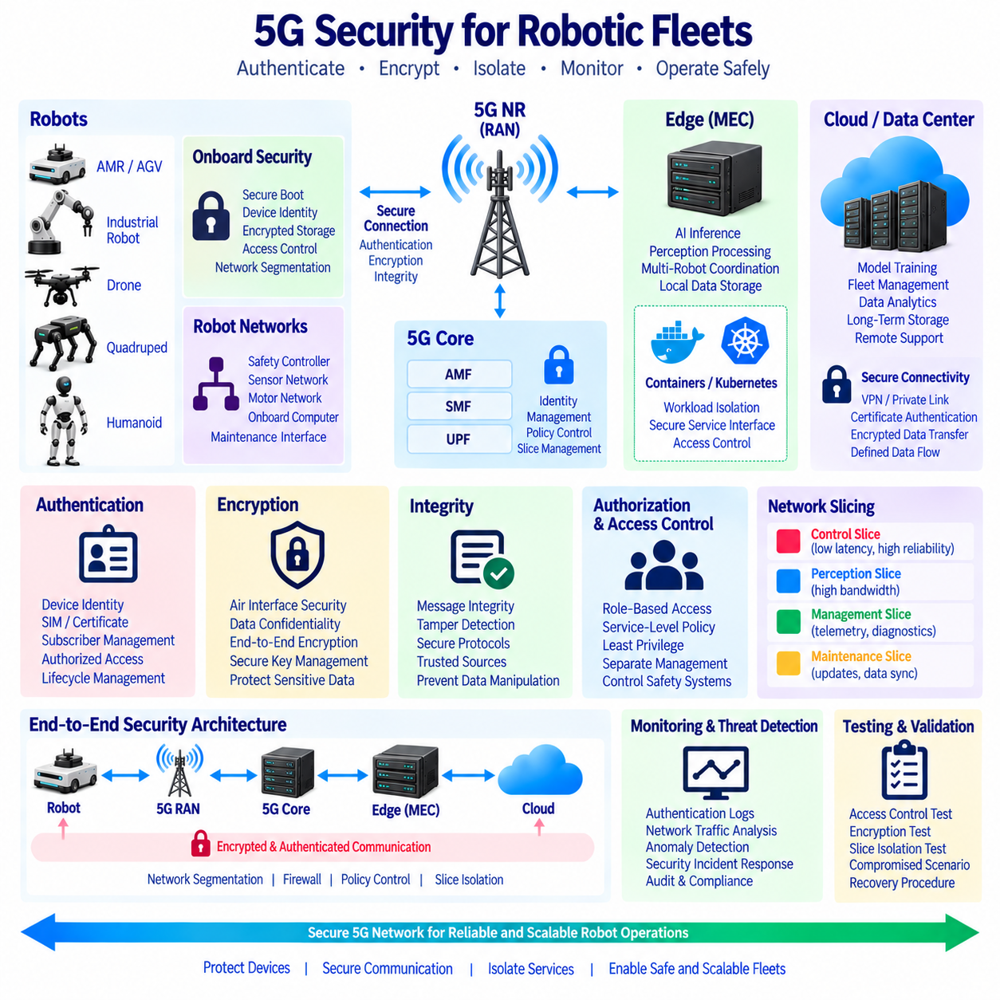 5G Security for Robotic Fleets
Authenticate • Encrypt • Isolate • Monitor • Operate Safely
Robots
AMR / AGV
Industrial
Robot
Drone
Quadruped
Humanoid
Onboard Security
Secure Boot
Device Identity
Encrypted Storage
Access Control
Network Segmentation
Robot Networks
Safety Controller
Sensor Network
Motor Network
Onboard Computer
Maintenance Interface
Secure
Connection
Authentication
Encryption
Integrity
5G NR
(RAN)
5G Core
AMF
SMF
UPF
Identity
Management
Policy Control
Slice Management
Edge (MEC)
AI Inference
Perception Processing
Multi-Robot Coordination
Local Data Storage
Containers / Kubernetes
Workload Isolation
Secure Service Interface
Access Control
Cloud / Data Center
Model Training
Fleet Management
Data Analytics
Long-Term Storage
Remote Support
Secure Connectivity
VPN / Private Link
Certificate Authentication
Encrypted Data Transfer
Defined Data Flow
Authentication
Device Identity
SIM / Certificate
Subscriber Management
Authorized Access
Lifecycle Management
Encryption
Air Interface Security
Data Confidentiality
End-to-End Encryption
Secure Key Management
Protect Sensitive Data
Integrity
Message Integrity
Tamper Detection
Secure Protocols
Trusted Sources
Prevent Data Manipulation
Authorization
& Access Control
Role-Based Access
Service-Level Policy
Least Privilege
Separate Management
Control Safety Systems
Network Slicing
Control Slice
(low latency, high reliability)
Perception Slice
(high bandwidth)
Management Slice
(telemetry, diagnostics)
Maintenance Slice
(updates, data sync)
End-to-End Security Architecture
Robot
5G RAN
5G Core
Edge (MEC)
Cloud
Encrypted & Authenticated Communication
Network Segmentation | Firewall | Policy Control | Slice Isolation
Monitoring & Threat Detection
Authentication Logs
Network Traffic Analysis
Anomaly Detection
Security Incident Response
Audit & Compliance
Testing & Validation
Access Control Test
Encryption Test
Slice Isolation Test
Compromised Scenario
Recovery Procedure
Secure 5G Network for Reliable and Scalable Robot Operations
Protect Devices | Secure Communication | Isolate Services | Enable Safe and Scalable Fleets